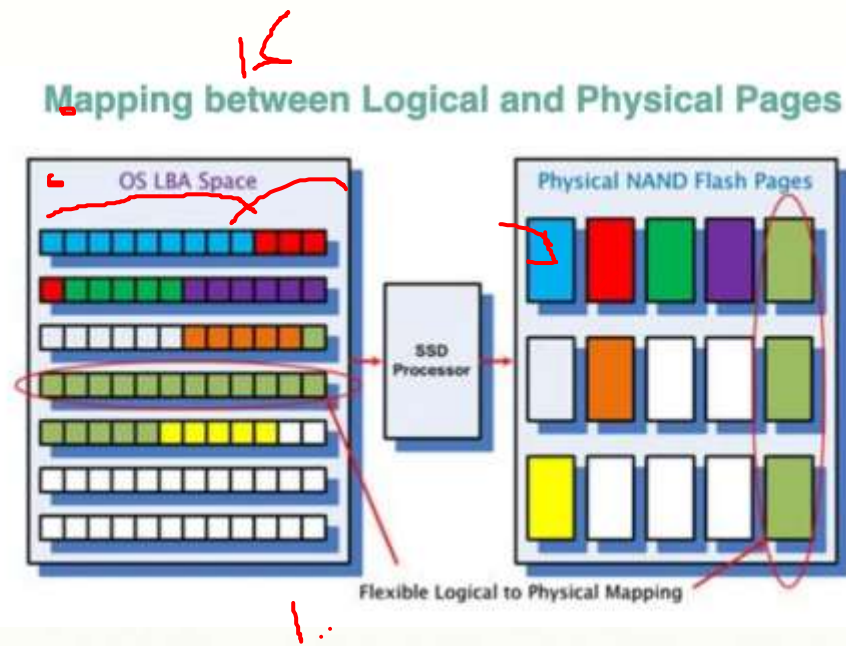 Mapping between Logical and Physical Pages
OS LBA Space
Physical NAND Flash Pages
SSD
Processor
Flexible Logical to Physical Mapping